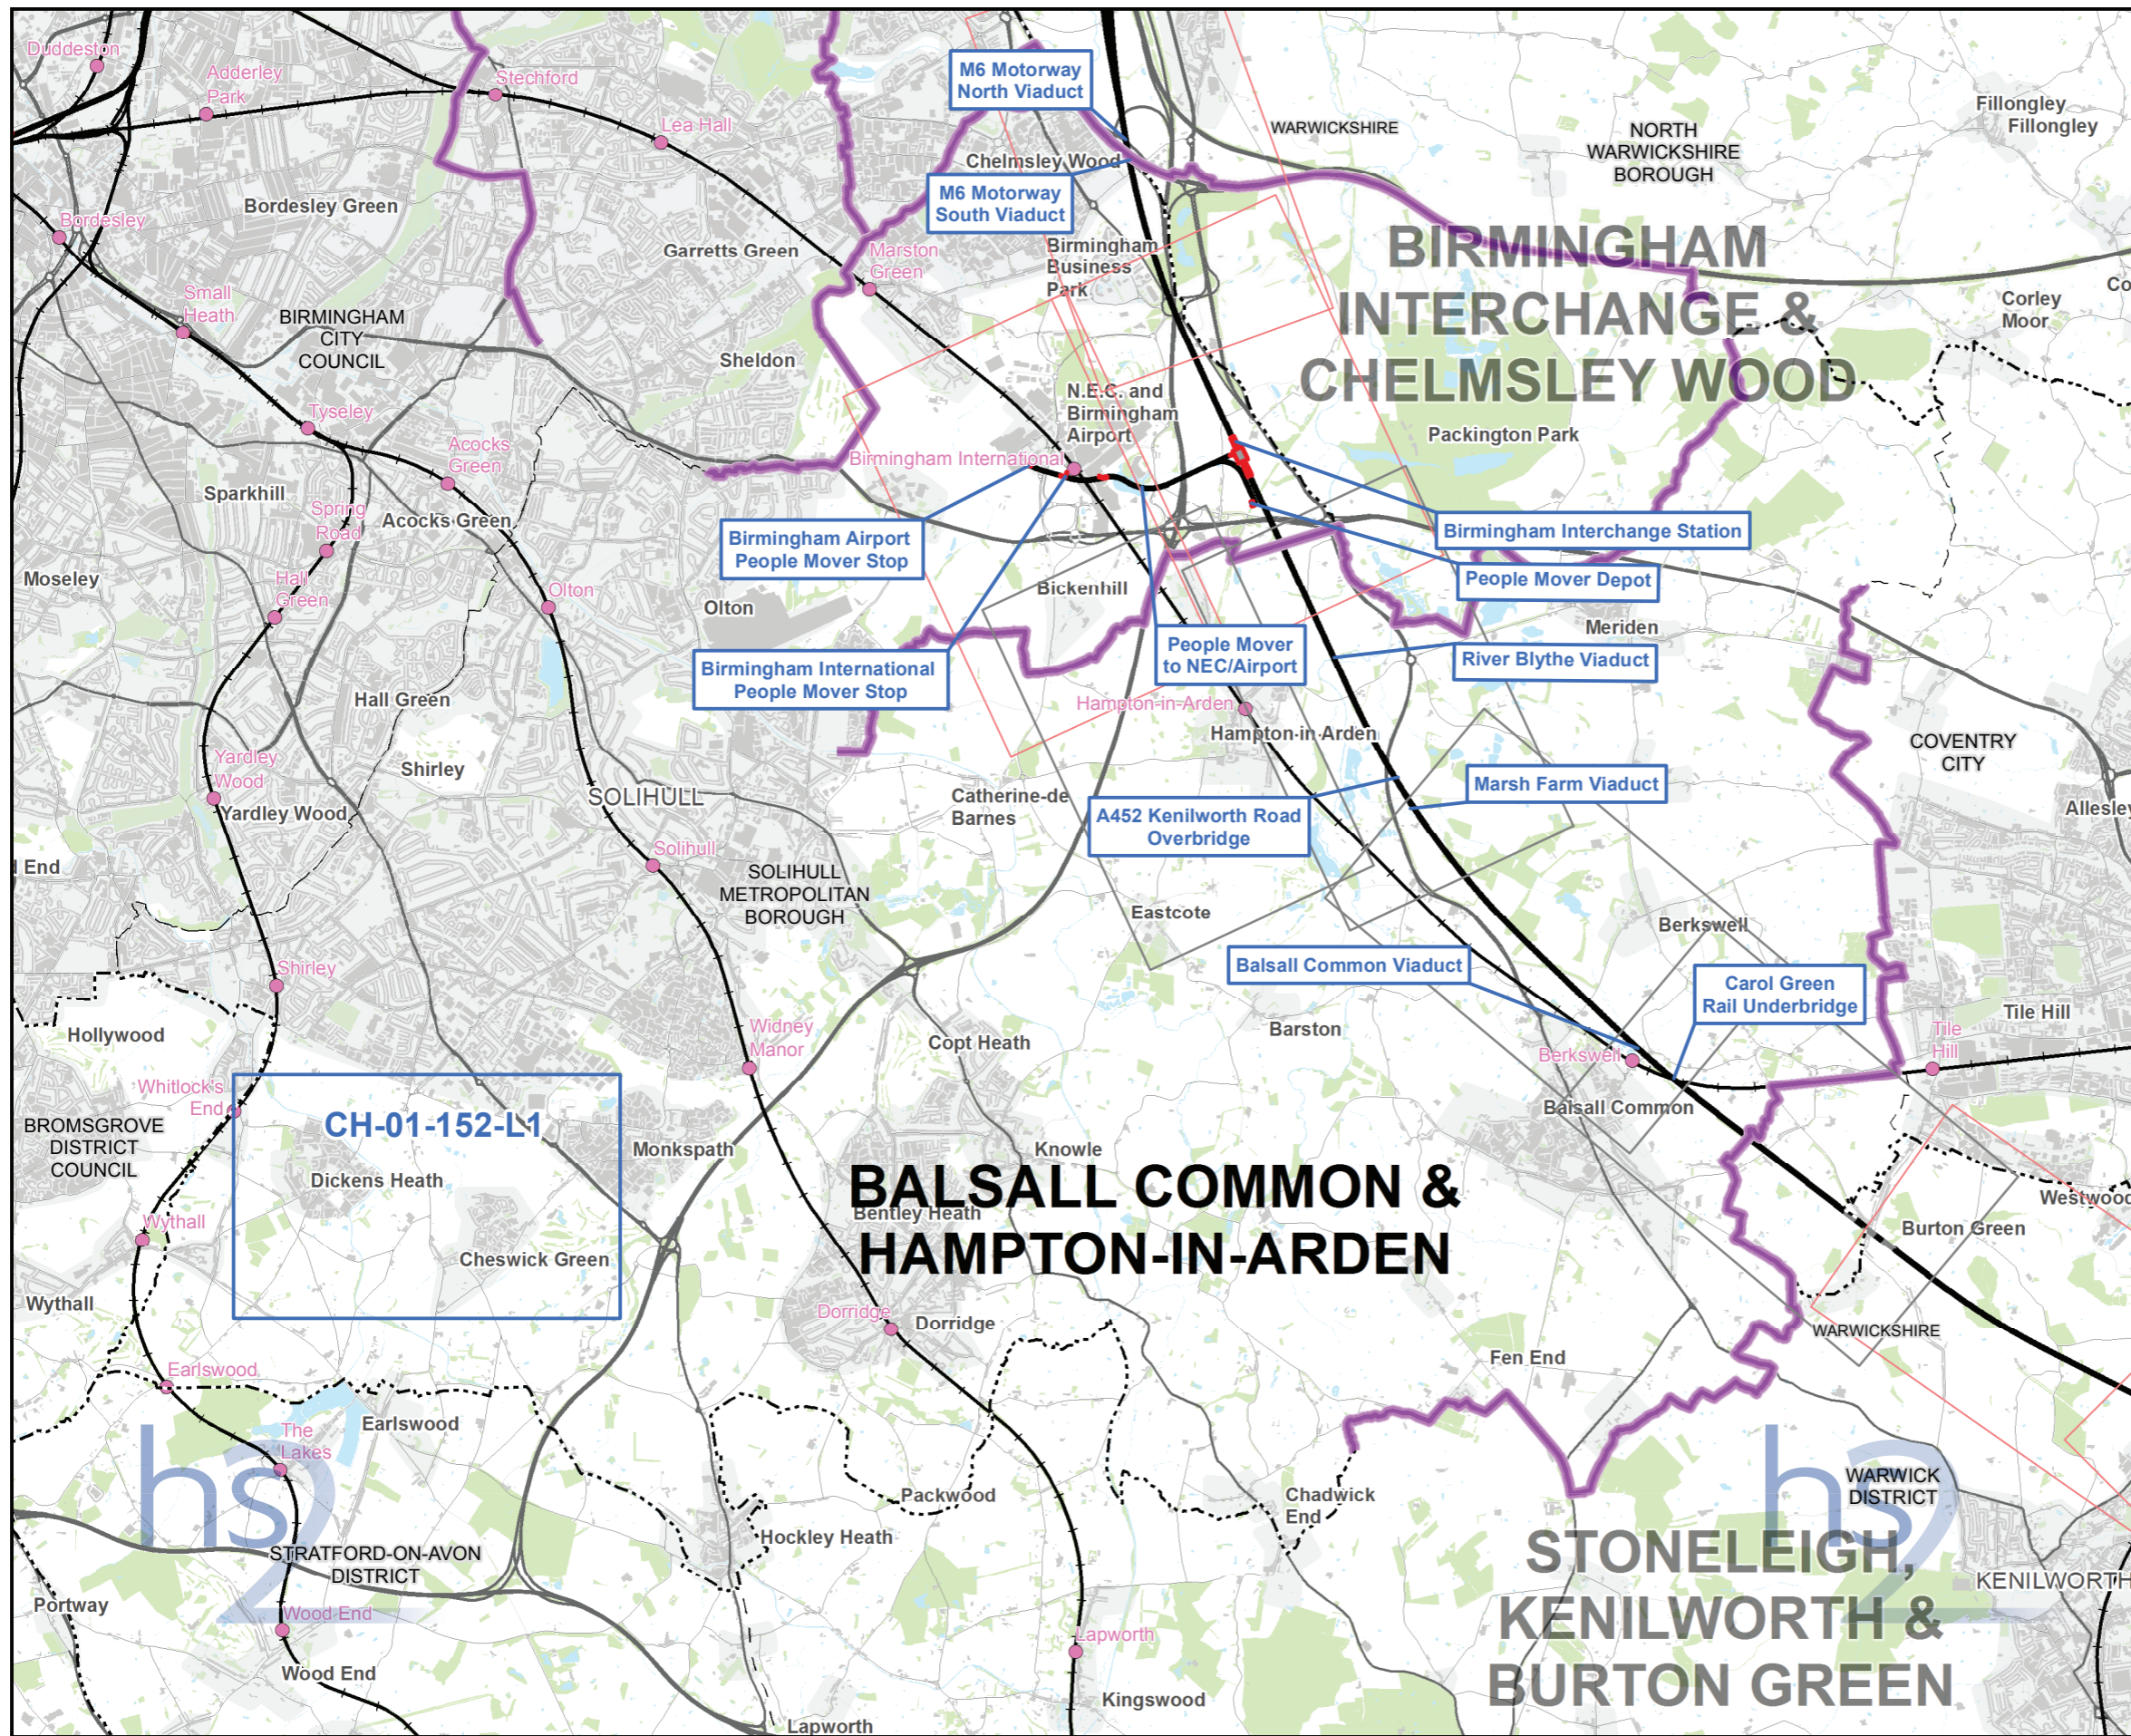 Duddeston
Adderley
Park
Stechford
Lea Hall
M6 Motorway
North Viaduct
WARWICKSHIRE
NORTH
WARWICKSHIRE
BOROUGH
Fillongley
Fillongley
Chelmsley Wood
M6 Motorway
South Viaduct
Bordesley
Bordesley Green
Garretts Green
Marston
Green
Birmingham
Business
Park
BIRMINGHAM
INTERCHANGE &
CHELMSLEY WOOD
Corley
Moor
Co
Small
Heath
BIRMINGHAM
CITY
COUNCIL
Sheldon
N.E.C. and
Birmingham
Airport
Packington Park
Tyseley
Acocks
Green
Birmingham International
Sparkhill
Spring
Road
Acocks Green
Birmingham Airport
People Mover Stop
Birmingham Interchange Station
People Mover Depot
Moseley
Hall
Green
Olton
Olton
Bickenhill
Meriden
Birmingham International
People Mover Stop
People Mover
to NEC/Airport
River Blythe Viaduct
Hall Green
Hampton-in-Arden
Hampton-in-Arden
COVENTRY
CITY
Yardley
Wood
Yardley Wood
Shirley
SOLIHULL
Catherine-de
Barnes
A452 Kenilworth Road
Overbridge
Marsh Farm Viaduct
Allesley
d End
Solihull
SOLIHULL
METROPOLITAN
BOROUGH
Eastcote
Berkswell
Balsall Common Viaduct
Carol Green
Rail Underbridge
Shirley
Hollywood
Widney
Manor
Copt Heath
Barston
Berkswell
Tile Hill
Tile
Hill
Whitlock's
End
BROMSGROVE
DISTRICT
COUNCIL
CH-01-152-L1
Dickens Heath
Monkspath
Knowle
Balsall Common
BALSALL COMMON &
HAMPTON-IN-ARDEN
Bentley Heath
Westwood
Burton Green
Wythall
Cheswick Green
Wythall
Dorridge
Dorridge
WARWICKSHIRE
Fen End
Earlswood
The
Lakes
Earlswood
hs2
Packwood
Chadwick
End
hs2
WARWICK
DISTRICT
Hockley Heath
STRATFORD-ON-AVON
DISTRICT
STONELEIGH,
KENILWORTH &
BURTON GREEN
KENILWORTH
Portway
Wood End
Wood End
Lapworth
Kingswood
Lapworth